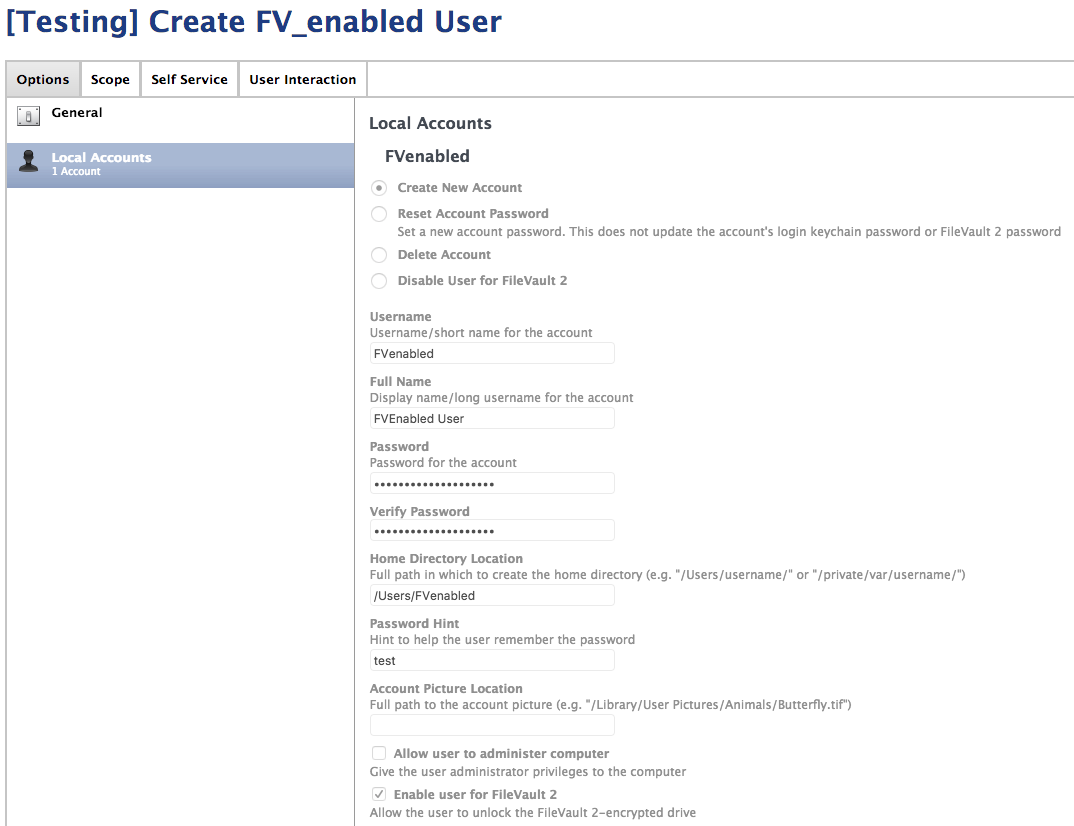 [Testing] Create FV_enabled User
Options Scope Self Service User Interaction
General
Local Accounts
1 Account
Local Accounts
FVenabled
Create New Account
Reset Account Password
Set a new account password. This does not update the account's login keychain password or FileVault 2 password
Delete Account
Disable User for FileVault 2
Username
Username/short name for the account
FVenabled
Full Name
Display name/long username for the account
FVEnabled User
Password
Password for the account
••••••••••••••••••••
Verify Password
••••••••••••••••••••
Home Directory Location
Full path in which to create the home directory (e.g. "/Users/username/" or "/private/var/username/")
/Users/FVenabled
Password Hint
Hint to help the user remember the password
test
Account Picture Location
Full path to the account picture (e.g. "/Library/User Pictures/Animals/Butterfly.tif")
Allow user to administer computer
Give the user administrator privileges to the computer
Enable user for FileVault 2
Allow the user to unlock the FileVault 2-encrypted drive